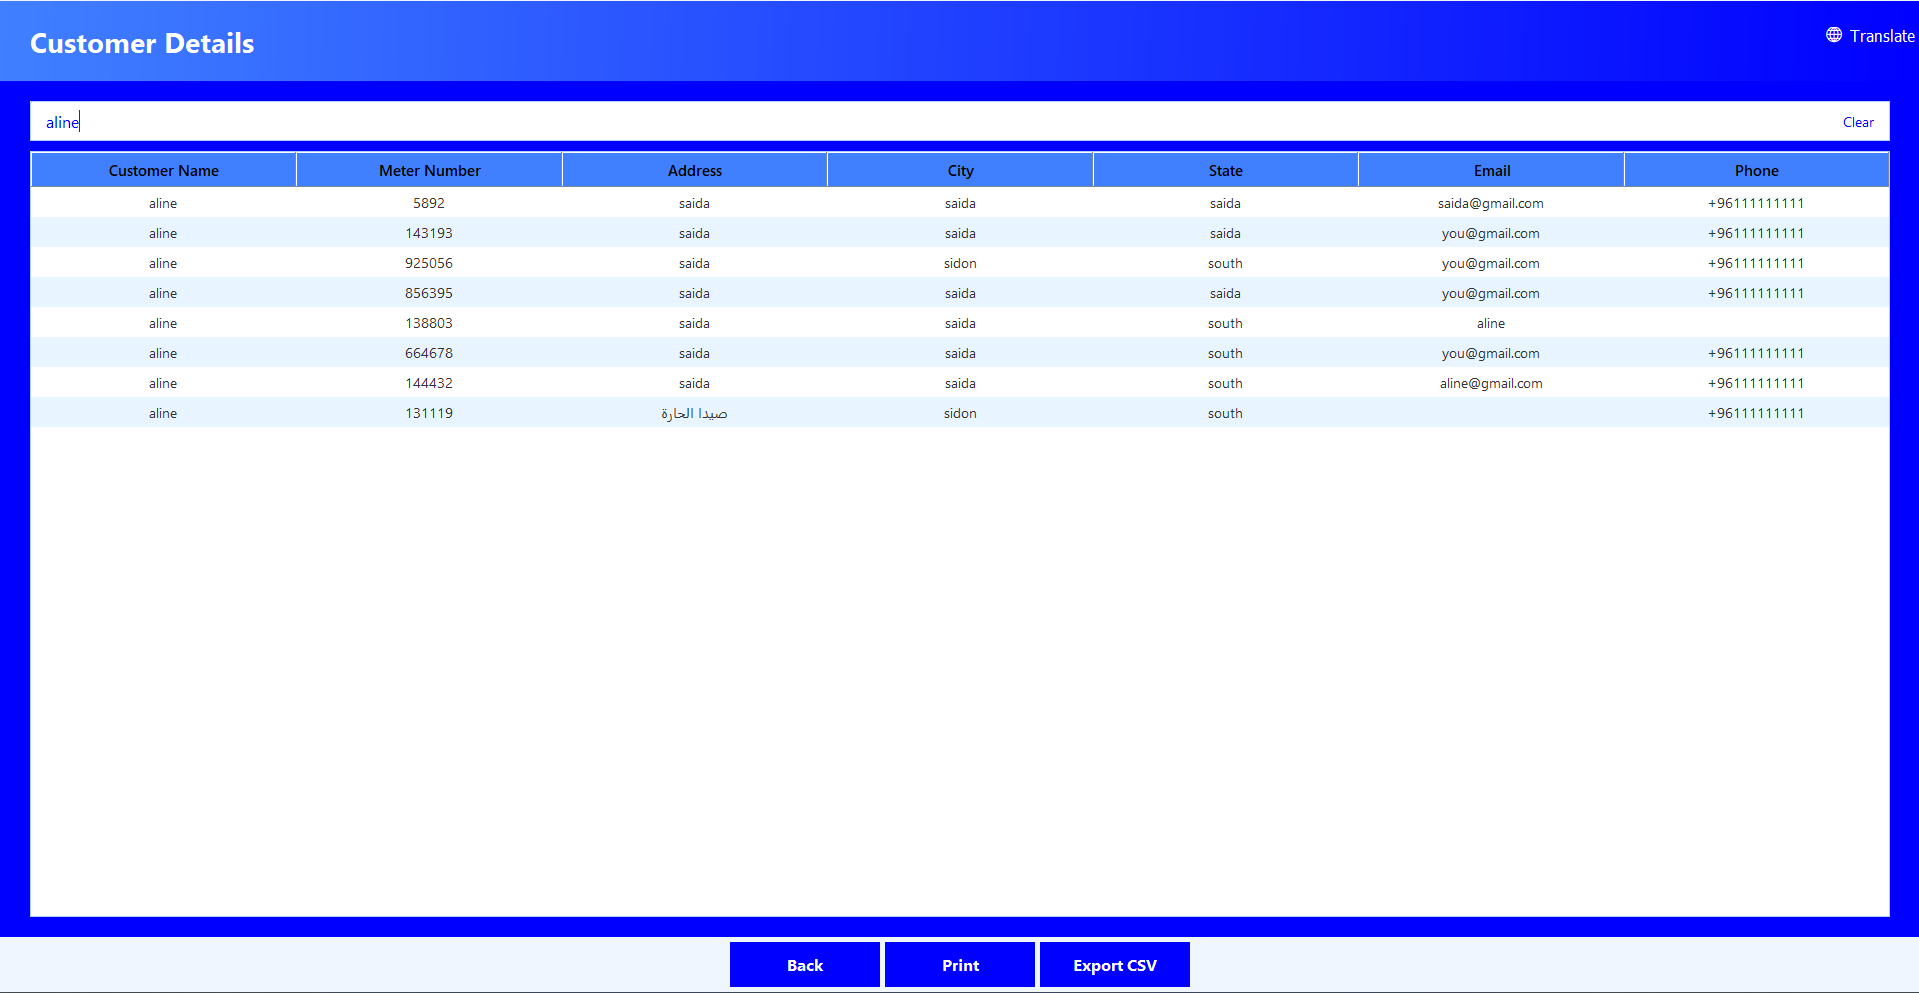 Customer Details
Translate
aline
Clear
Customer Name Meter Number Address City State Email Phone
aline 5892 saida saida saida saida@gmail.com +96111111111
aline 143193 saida saida saida you@gmail.com +96111111111
aline 925056 saida sidon south you@gmail.com +96111111111
aline 856395 saida saida saida you@gmail.com +96111111111
aline 138803 saida saida south aline
aline 664678 saida saida south you@gmail.com +96111111111
aline 144432 saida saida south aline@gmail.com +96111111111
aline 131119 صيدا الحارة sidon south +96111111111
Back Print Export CSV